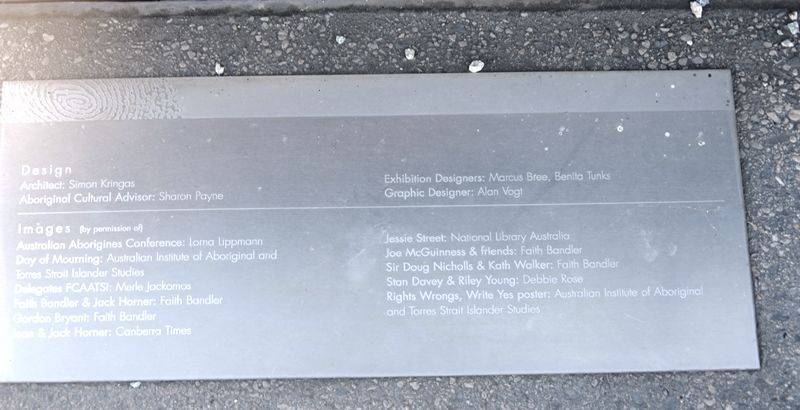 Design
Architect: Simon Kringas
Aboriginal Cultural Advisor: Sharon Payne
Exhibition Designers: Marcus Bree, Benita Tunks
Graphic Designer: Alan Vogt
Images (by permission of)
Australian Aborigines Conference: Lorna Lippmann
Day of Mourning: Australian Institute of Aboriginal and
Torres Strait Islander Studies
Delegates FCAATSI: Merle Jackomos
Faith Bandler & Jack Horner: Faith Bandler
Gordon Bryant: Faith Bandler
Jean & Jack Horner: Canberra Times
Jessie Street: National Library Australia
Joe McGuinness & friends: Faith Bandler
Sir Doug Nicholls & Kath Walker: Faith Bandler
Stan Davey & Riley Young: Debbie Rose
Rights Wrongs, Write Yes poster: Australian Institute of Aboriginal
and Torres Strait Islander Studies